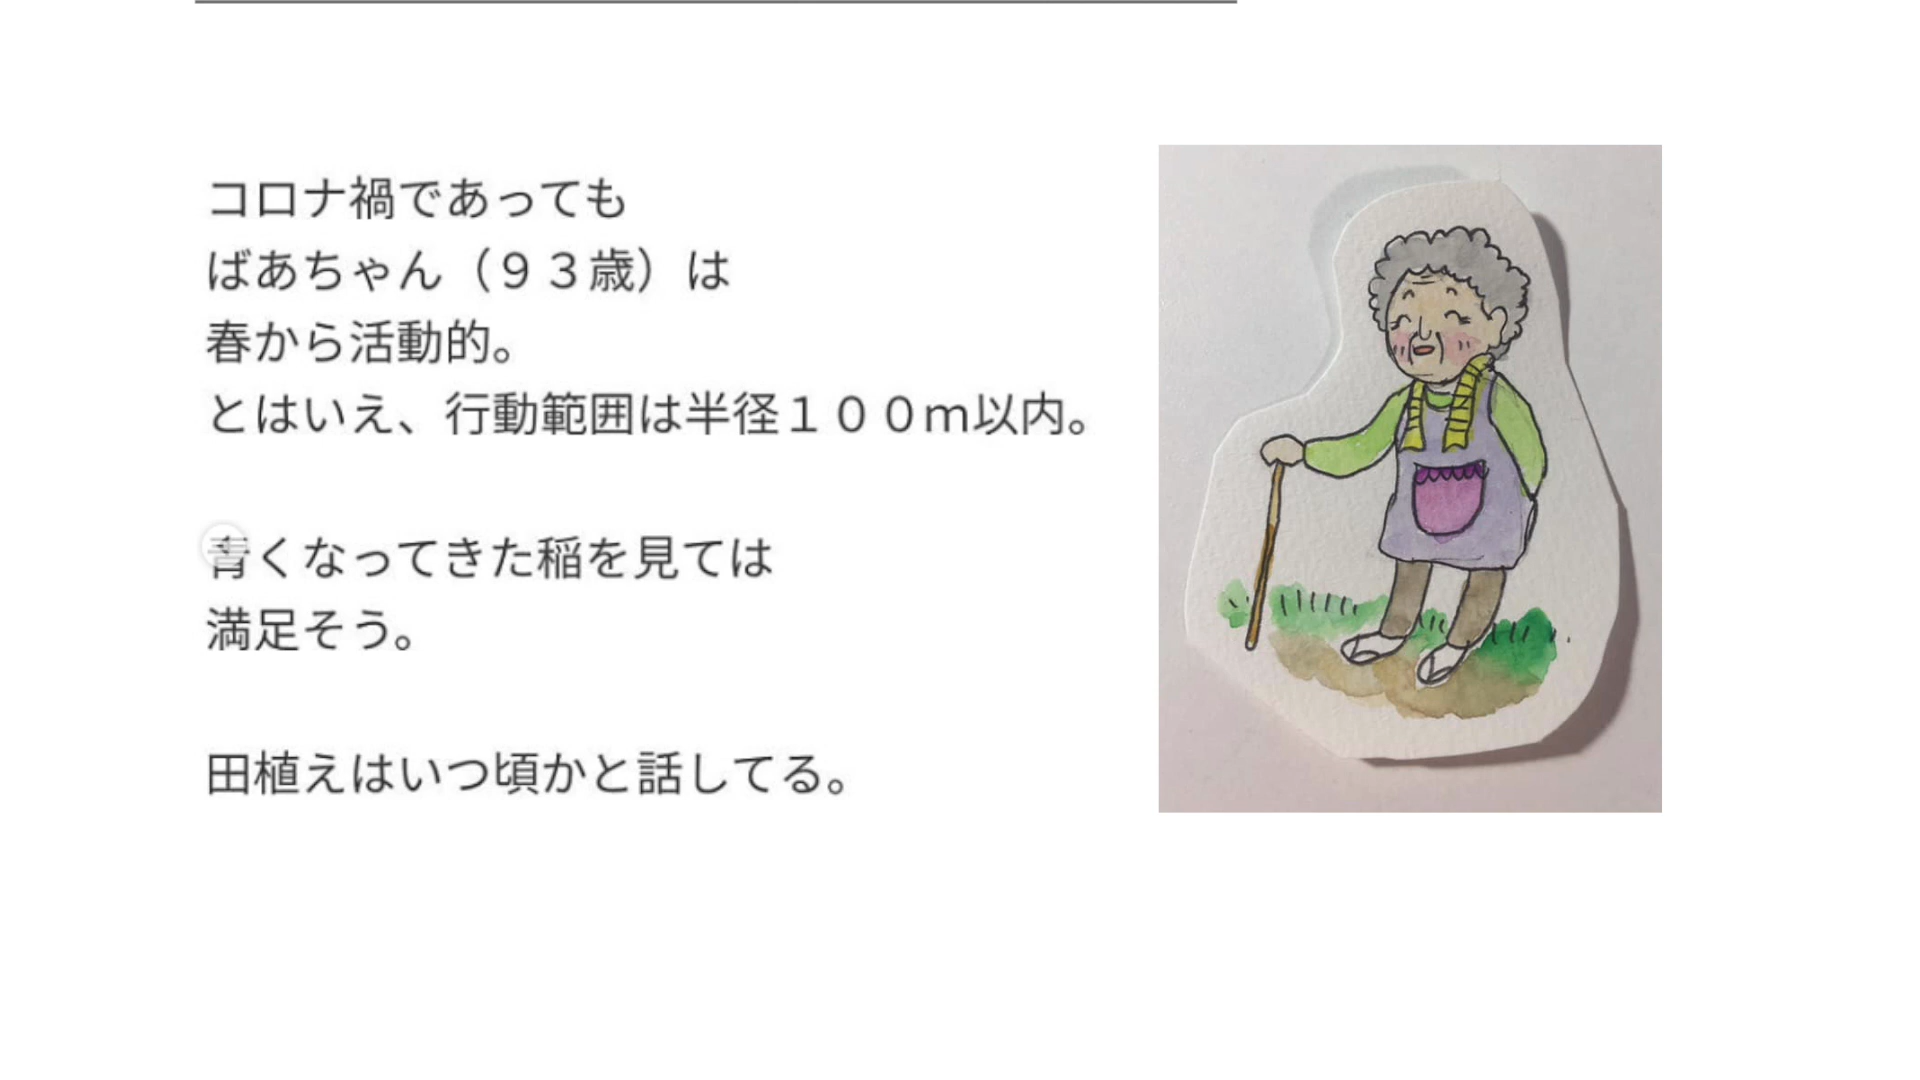 コロナ禍であっても
ばあちゃん（９３歳）は
春から活動的。
とはいえ、行動範囲は半径１００ｍ以内。
青くなってきた稲を見ては
満足そう。
田植えはいつ頃かと話してる。